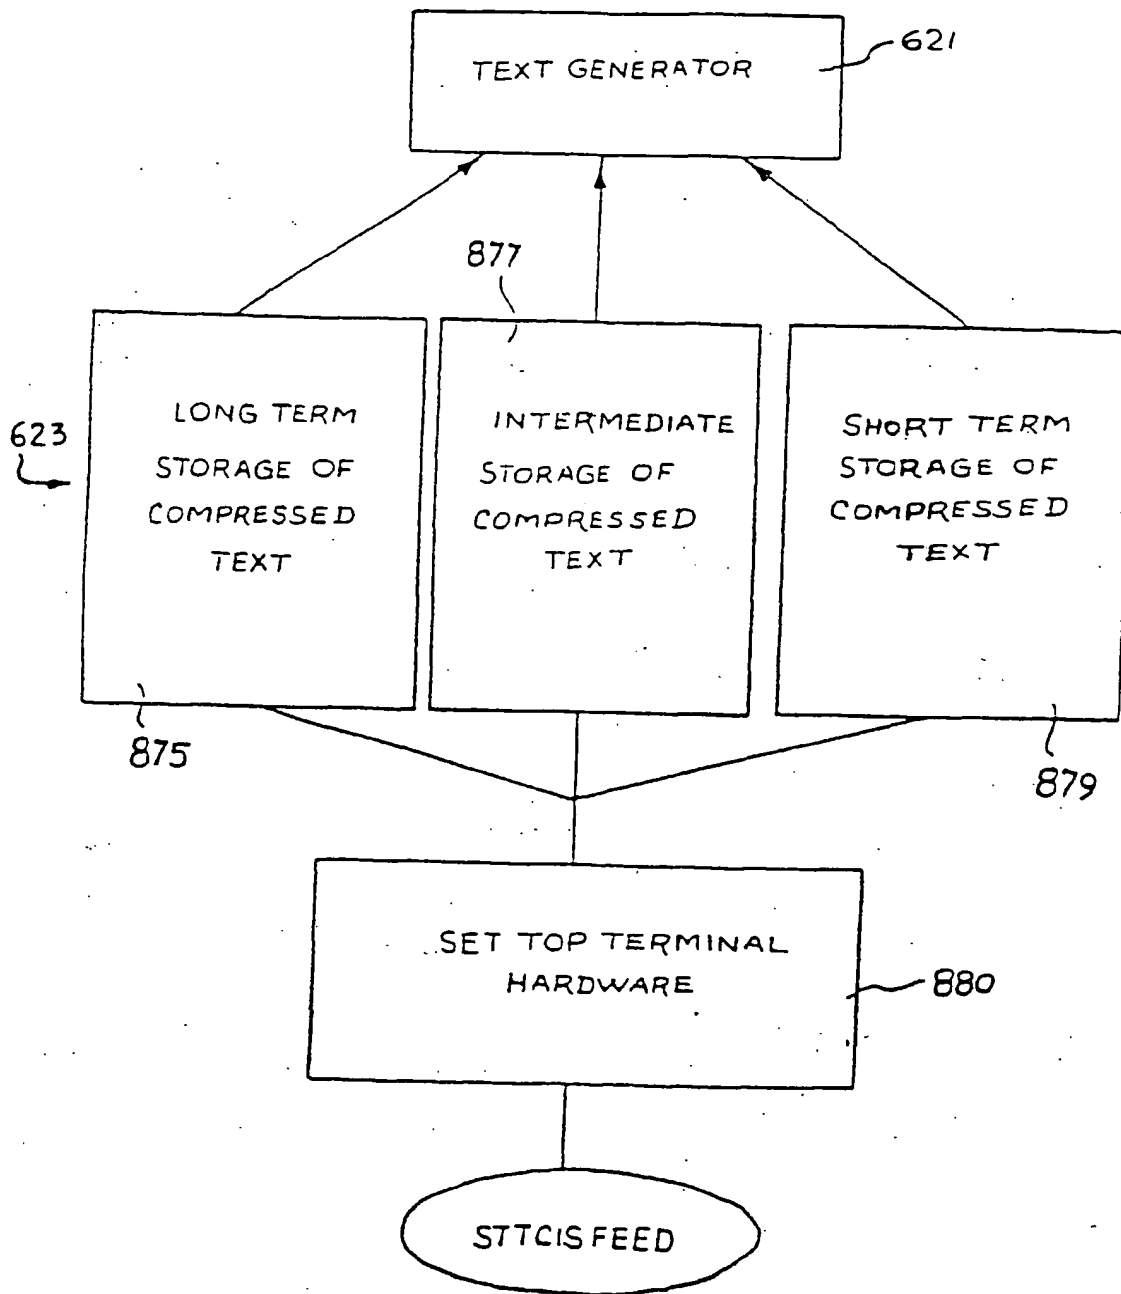 TEXT GENERATOR
621
877
623
LONG TERM
STORAGE OF
COMPRESSED
TEXT
INTERMEDIATE
STORAGE OF
COMPRESSED
TEXT
SHORT TERM
STORAGE OF
COMPRESSED
TEXT
875
879
SET TOP TERMINAL
HARDWARE
880
STTCIS FEED